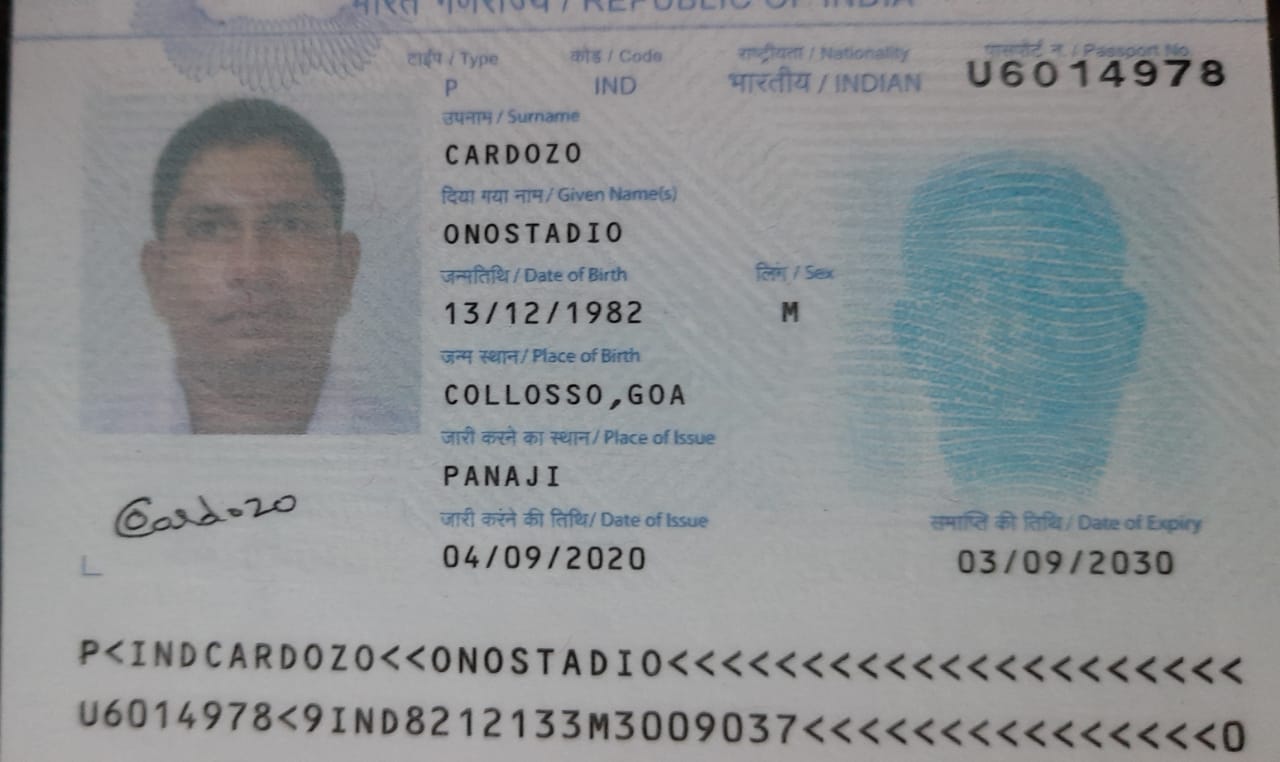 भारत गणराज्य / REPUBLIC OF INDIA
टाईप / Type कोड / Code राष्ट्रीयता / Nationality पासपोर्ट न. / Passport No.
P IND भारतीय / INDIAN U6014978
उपनाम / Surname
CARDOZO
दिया गया नाम / Given Name(s)
ONOSTADIO
जन्मतिथि / Date of Birth लिंग / Sex
13/12/1982 M
जन्म स्थान / Place of Birth
COLLOSSO,GOA
जारी करने का स्थान / Place of Issue
PANAJI
Cardozo
जारी करने की तिथि / Date of Issue समाप्ति की तिथि / Date of Expiry
04/09/2020 03/09/2030
P<INDCARDOZO<<ONOSTADIO<<<<<<<<<<<<<<<<<<<<<
U6014978<9IND8212133M3009037<<<<<<<<<<<<<<<0